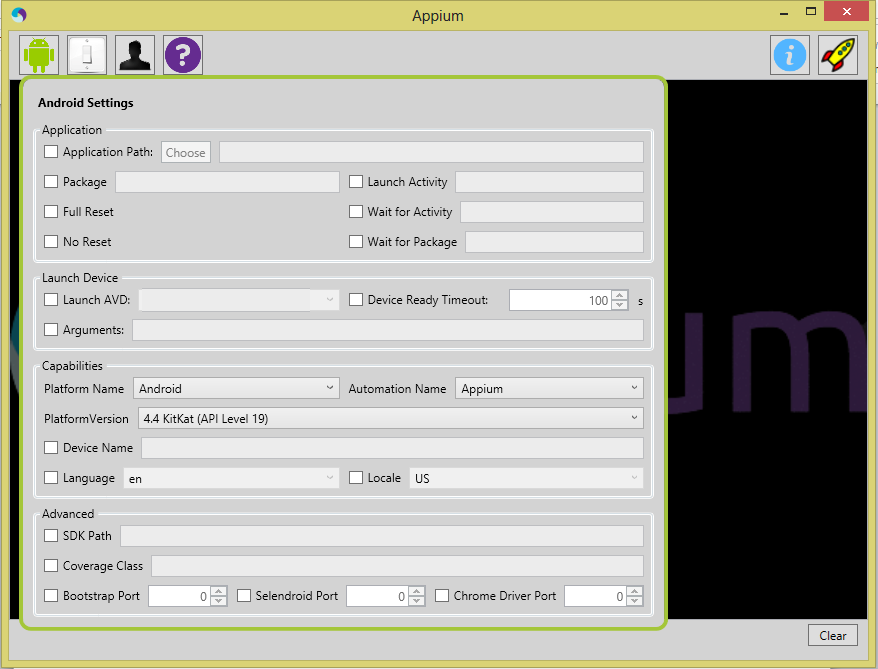 Appium
?
i
Android Settings
Application
Application Path: Choose
Package Launch Activity
Full Reset Wait for Activity
No Reset Wait for Package
Launch Device
Launch AVD: Device Ready Timeout: 100 s
Arguments:
Capabilities
Platform Name Android Automation Name Appium
PlatformVersion 4.4 KitKat (API Level 19)
Device Name
Language en Locale US
Advanced
SDK Path
Coverage Class
Bootstrap Port 0 Selendroid Port 0 Chrome Driver Port 0
um
Clear